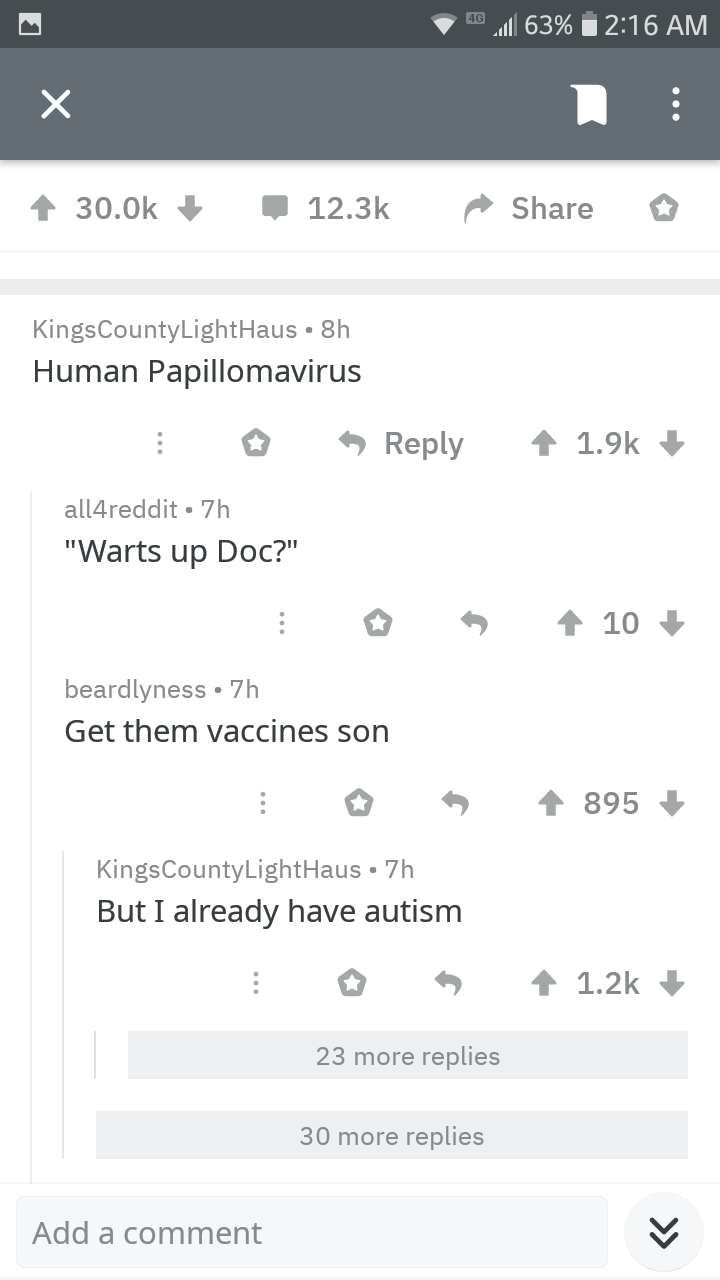 4G 63% 2:16 AM
30.0k 12.3k Share
KingsCountyLightHaus • 8h
Human Papillomavirus
Reply 1.9k
all4reddit • 7h
"Warts up Doc?"
10
beardlyness • 7h
Get them vaccines son
895
KingsCountyLightHaus • 7h
But I already have autism
1.2k
23 more replies
30 more replies
Add a comment